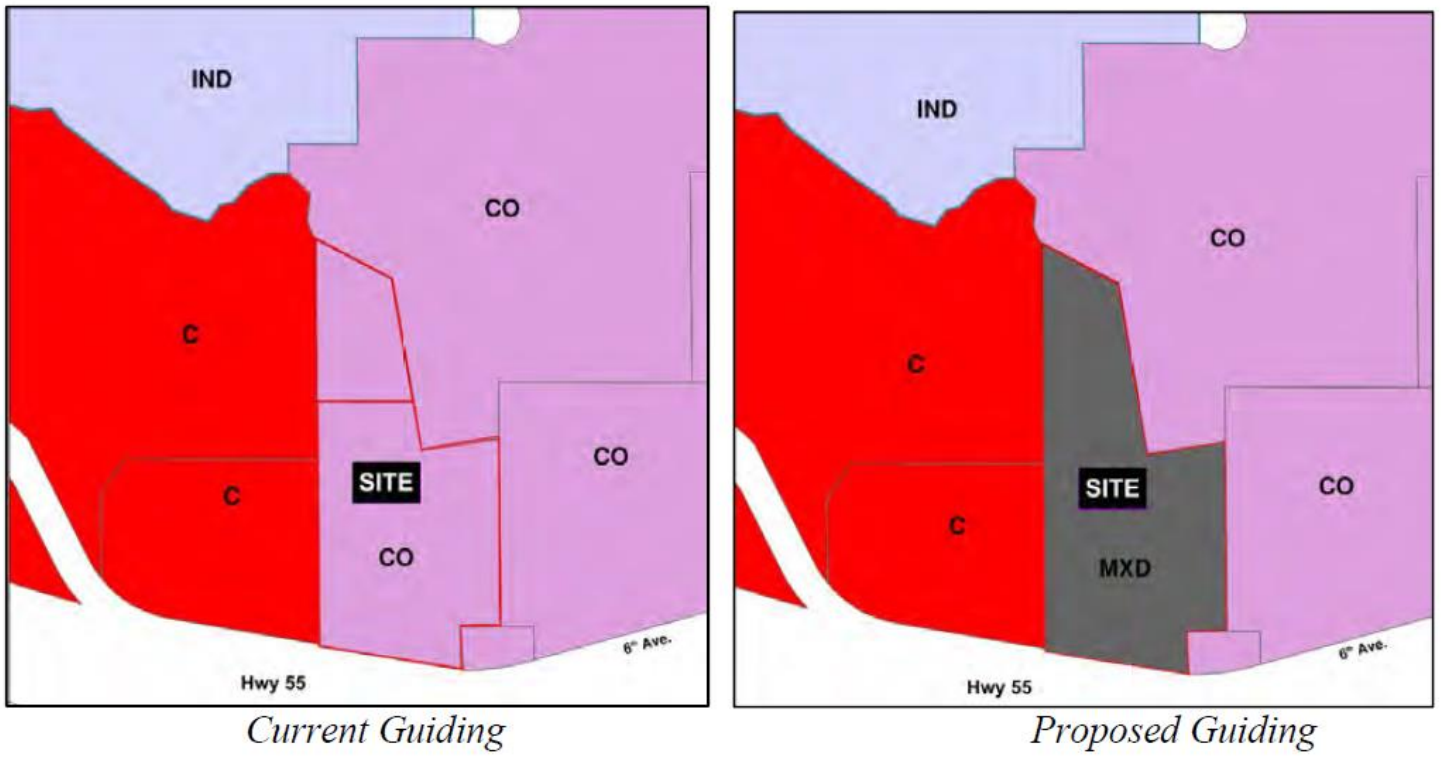 IND
CO
C
CO
C
SITE
CO
6th Ave.
Hwy 55
Current Guiding
IND
CO
C
CO
SITE
C
MXD
6th Ave.
Hwy 55
Proposed Guiding